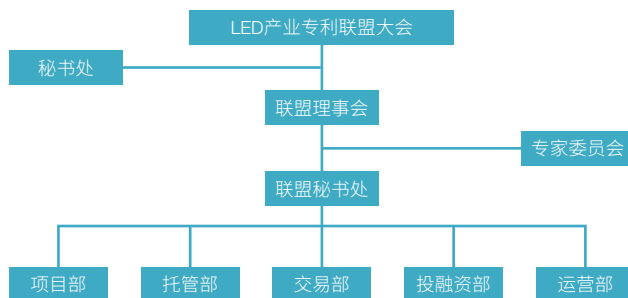 LED产业专利联盟大会
秘书处
联盟理事会
专家委员会
联盟秘书处
项目部
托管部
交易部
投融资部
运营部